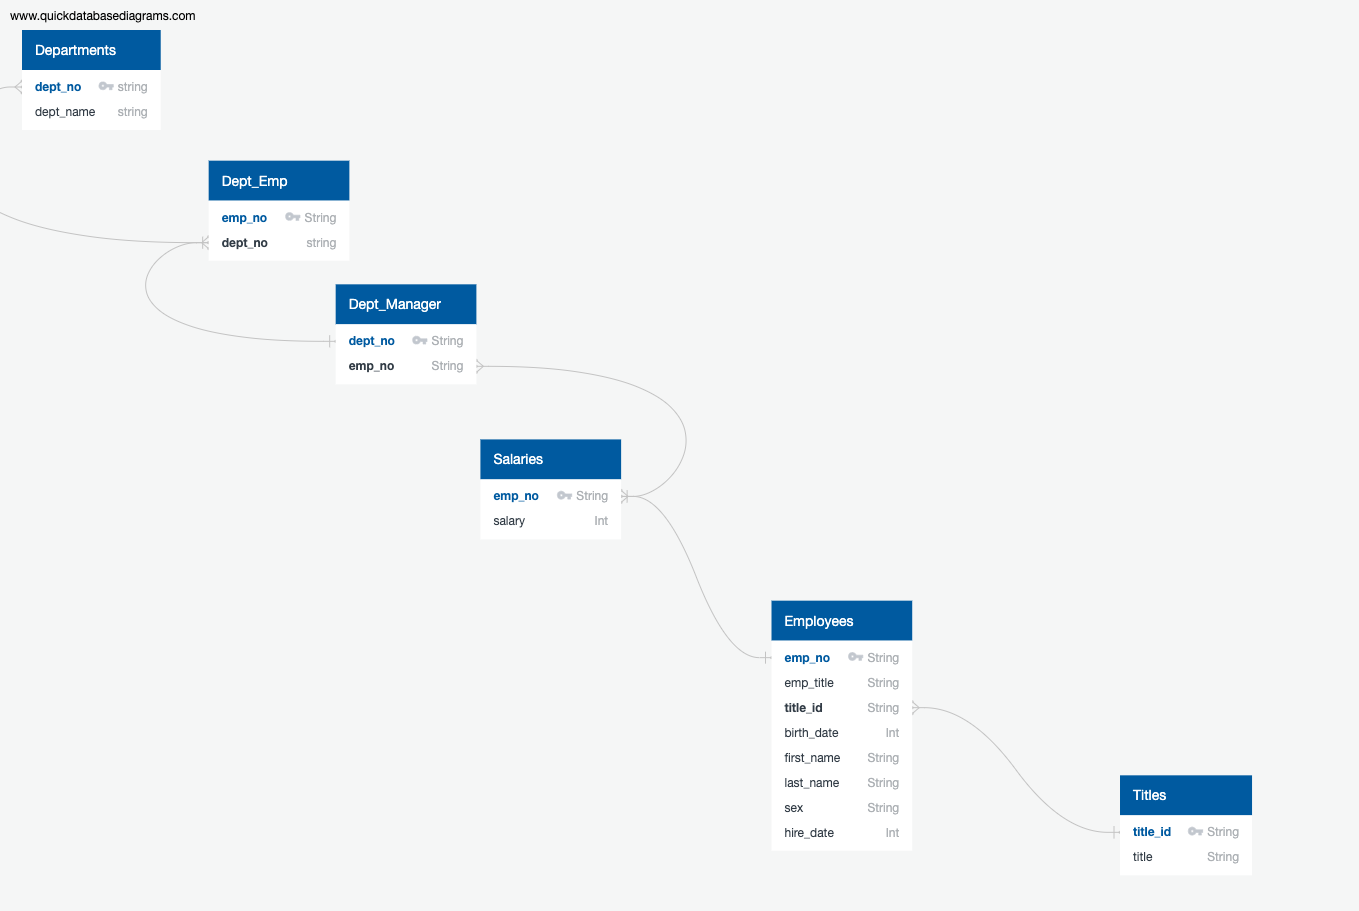 www.quickdatabasediagrams.com
Departments
dept_no string
dept_name string
Dept_Emp
emp_no String
dept_no string
Dept_Manager
dept_no String
emp_no String
Salaries
emp_no String
salary Int
Employees
emp_no String
emp_title String
title_id String
birth_date Int
first_name String
last_name String
sex String
hire_date Int
Titles
title_id String
title String